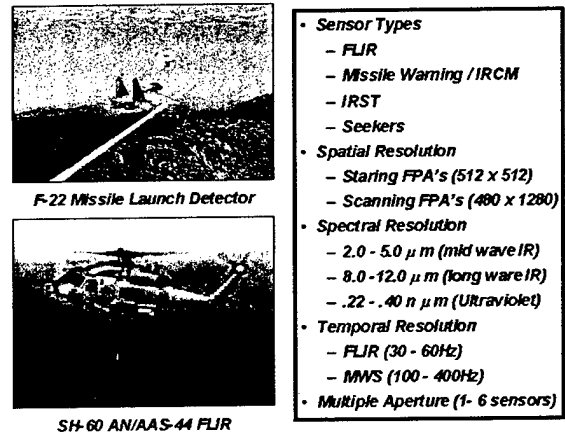 F-22 Missile Launch Detector
SH-60 AN/AAS-44 FLIR
• Sensor Types
– FLIR
– Missile Warning / IRCM
– IRST
– Seekers
• Spatial Resolution
– Staring FPA's (512 x 512)
– Scanning FPA's (480 x 1280)
• Spectral Resolution
– 2.0 - 5.0 μ m (mid wave IR)
– 8.0 -12.0 μ m (long ware IR)
– .22 - .40 n μ m (Ultraviolet)
• Temporal Resolution
– FLIR (30 - 60Hz)
– MWS (100 - 400Hz)
• Multiple Aperture (1- 6 sensors)